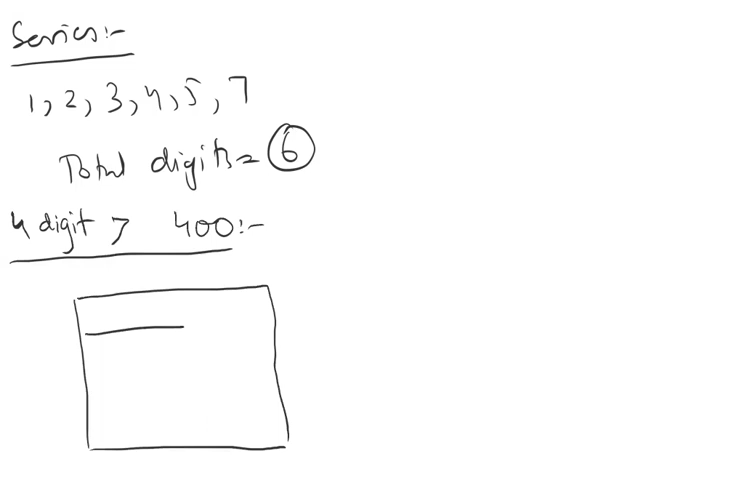 Series:-
1, 2, 3, 4, 5, 7
Total digits = 6
4 digit > 400:-